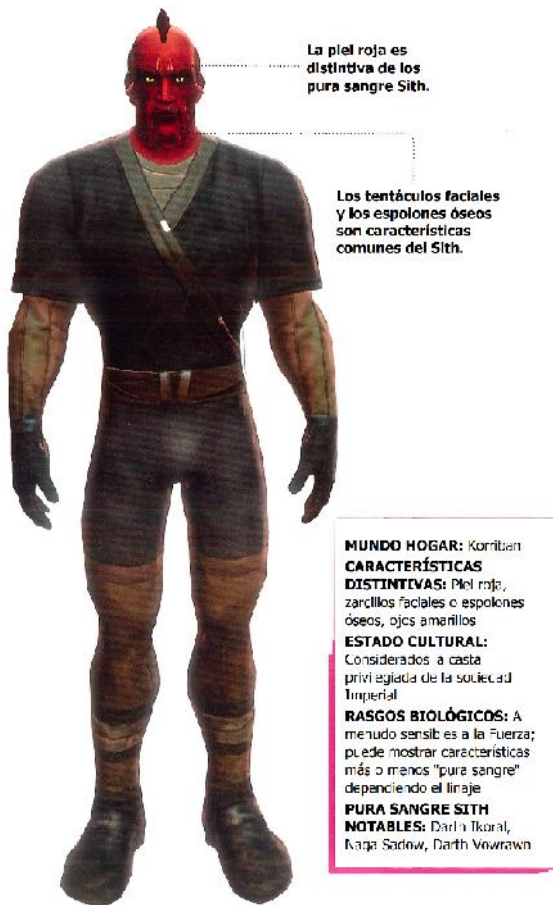 La piel roja es
distintiva de los
pura sangre Sith.
Los tentáculos faciales
y los espolones óseos
son características
comunes del Sith.
MUNDO HOGAR: Korriban
CARACTERÍSTICAS
DISTINTIVAS: Piel roja,
zarcillos faciales o espolones
óseos, ojos amarillos
ESTADO CULTURAL:
Considerados a casta
privilegiada de la sociedad
Imperial
RASGOS BIOLÓGICOS: A
menudo sensibles a la Fuerza;
puede mostrar características
más o menos "pura sangre"
dependiendo el linaje
PURA SANGRE SITH
NOTABLES: Darth Ikoral,
Naga Sadow, Darth Vowrawn